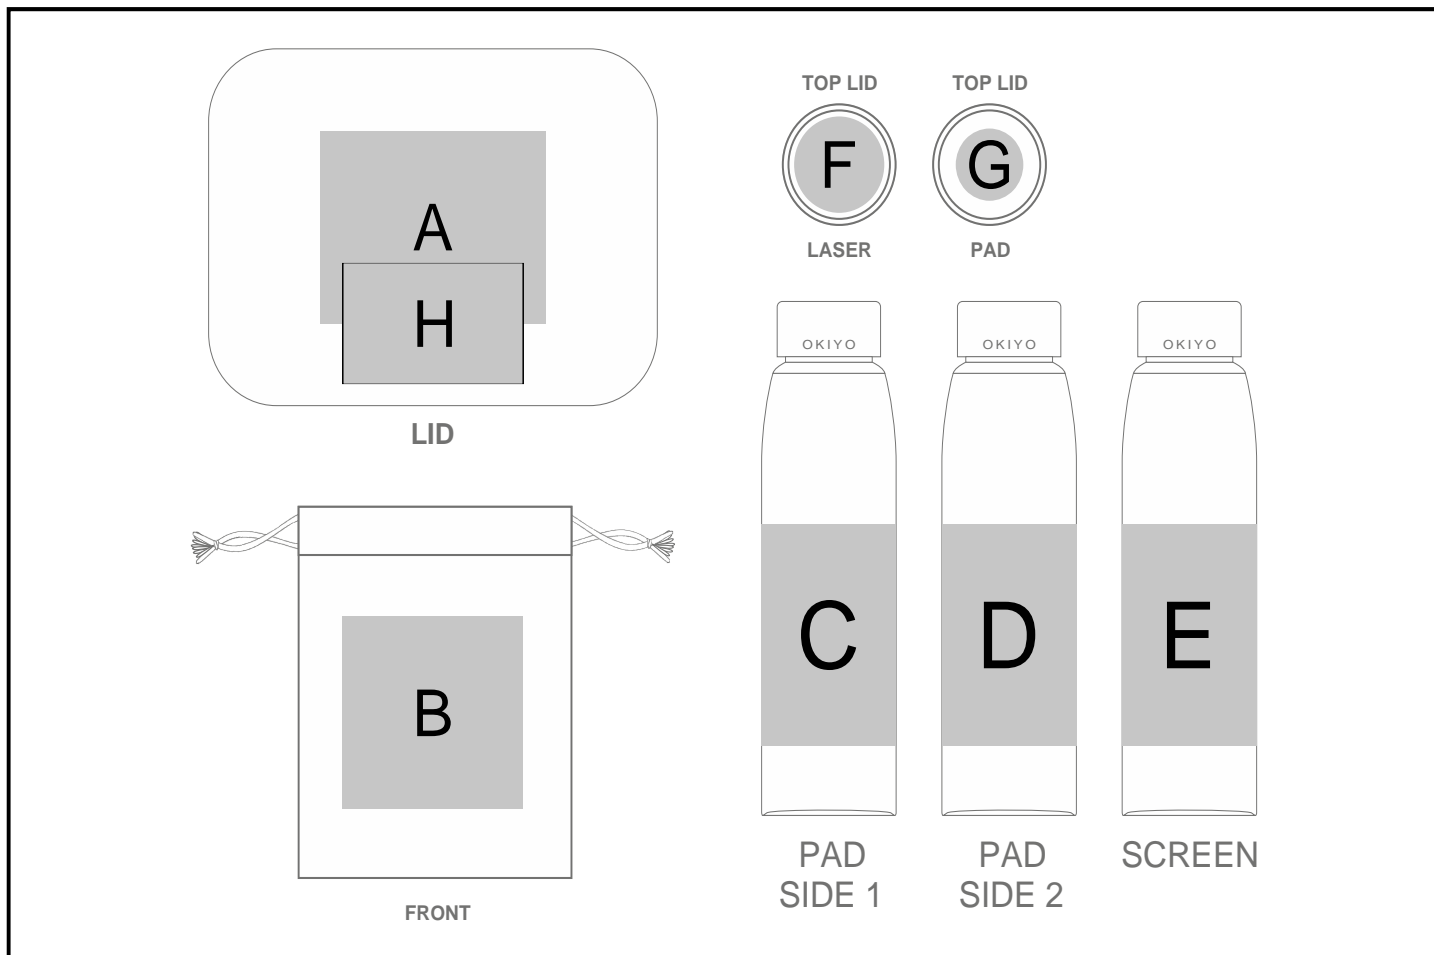 A
H
LID
B
FRONT
TOP LID
F
LASER
TOP LID
G
PAD
OKIYO
C
PAD
SIDE 1
OKIYO
D
PAD
SIDE 2
OKIYO
E
SCREEN